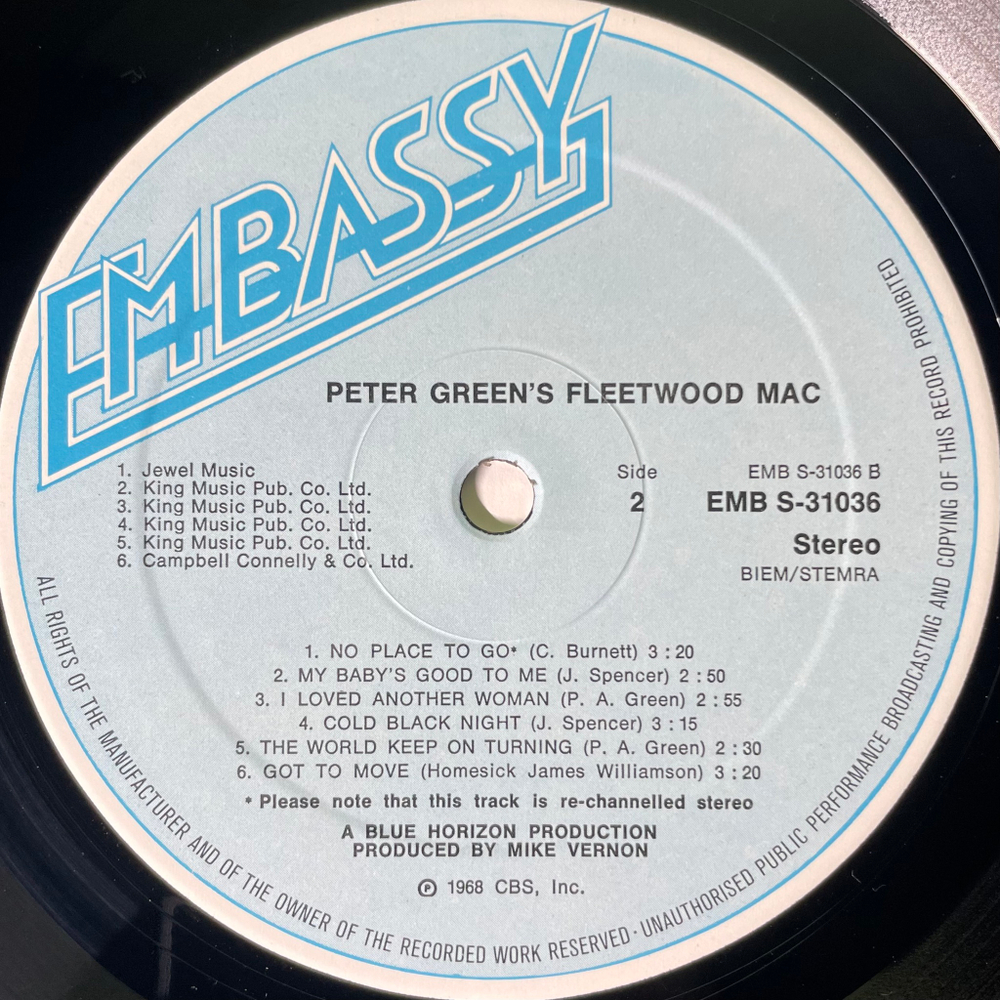 EMBASSY
PETER GREEN'S FLEETWOOD MAC
1. Jewel Music
2. King Music Pub. Co. Ltd.
3. King Music Pub. Co. Ltd.
4. King Music Pub. Co. Ltd.
5. King Music Pub. Co. Ltd.
6. Campbell Connelly & Co. Ltd.
Side
2
EMB S-31036 B
EMB S-31036
Stereo
BIEM/STEMRA
1. NO PLACE TO GO* (C. Burnett) 3 : 20
2. MY BABY'S GOOD TO ME (J. Spencer) 2 : 50
3. I LOVED ANOTHER WOMAN (P. A. Green) 2 : 55
4. COLD BLACK NIGHT (J. Spencer) 3 : 15
5. THE WORLD KEEP ON TURNING (P. A. Green) 2 : 30
6. GOT TO MOVE (Homesick James Williamson) 3 : 20
* Please note that this track is re-channelled stereo
A BLUE HORIZON PRODUCTION
PRODUCED BY MIKE VERNON
℗ 1968 CBS, Inc.
ALL RIGHTS OF THE MANUFACTURER AND OF THE OWNER OF THE RECORDED WORK RESERVED · UNAUTHORISED PUBLIC PERFORMANCE BROADCASTING AND COPYING OF THIS RECORD PROHIBITED